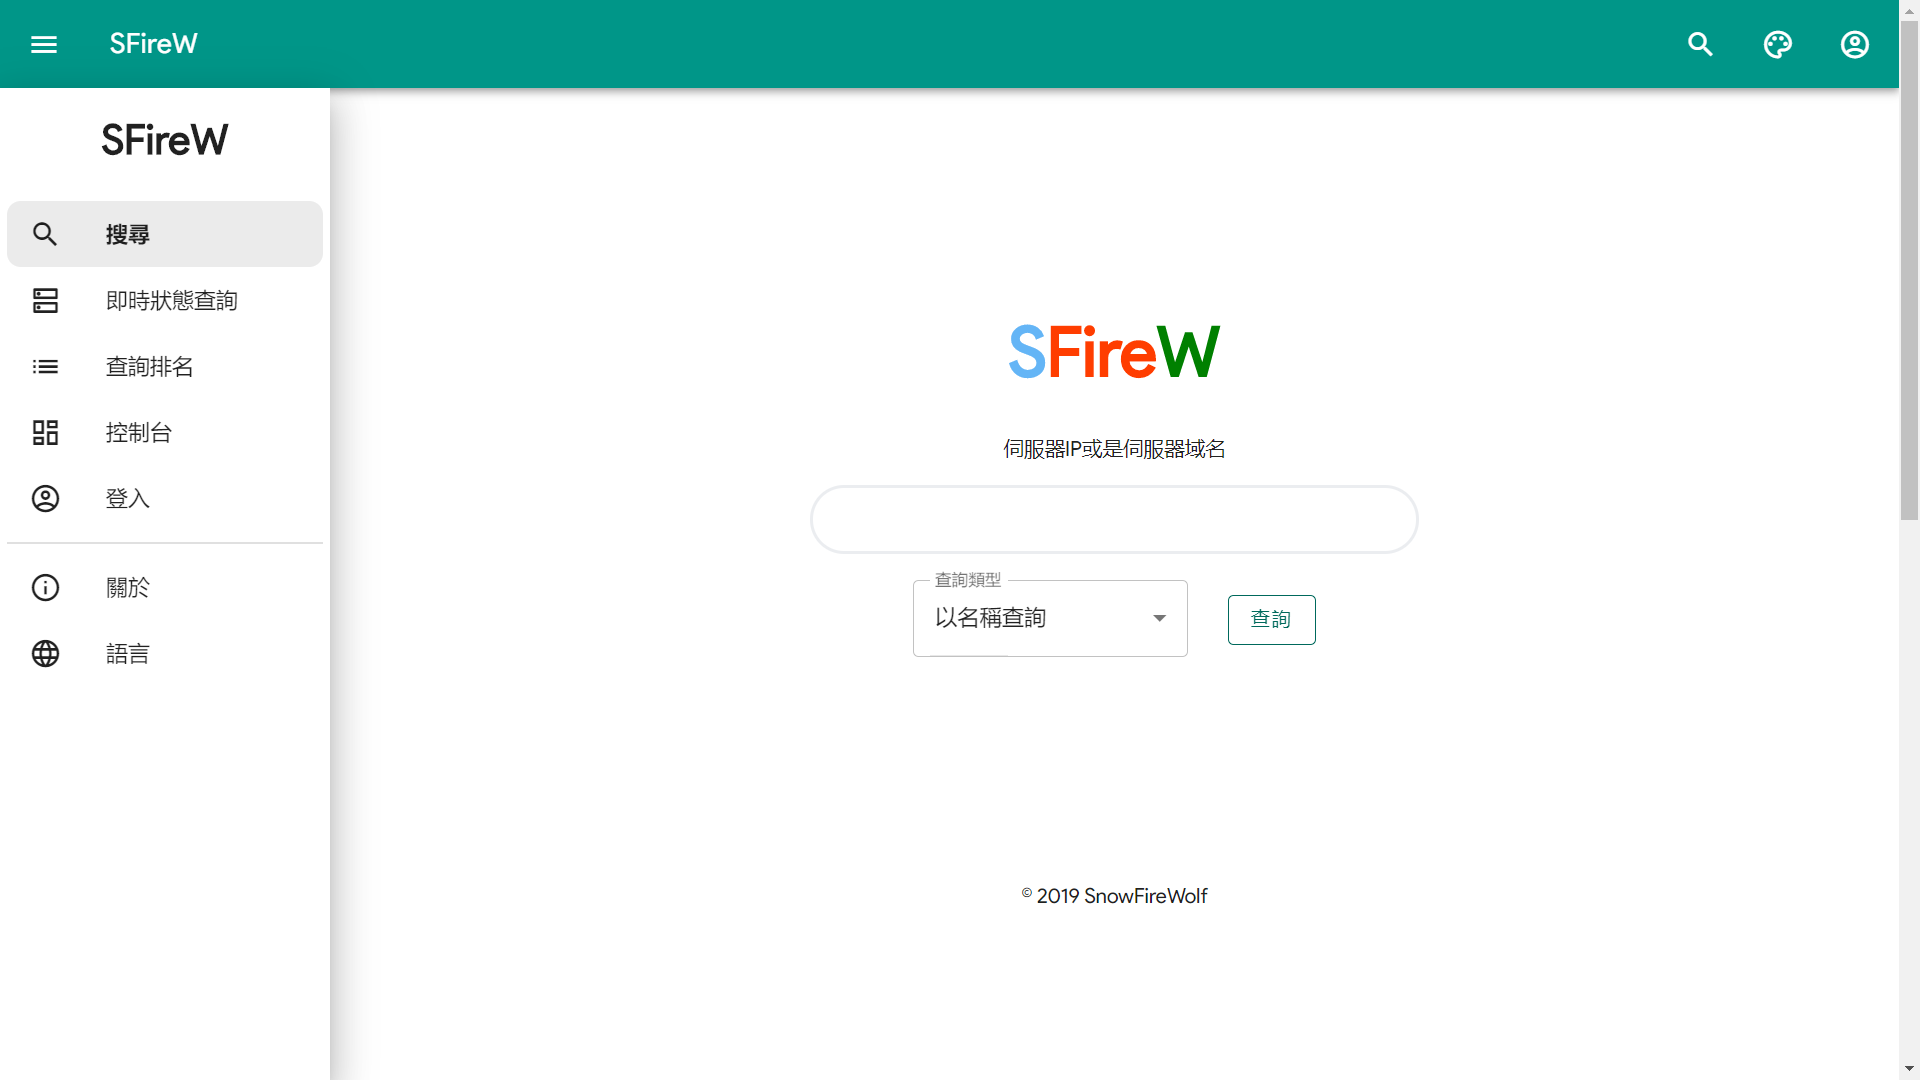 SFireW
SFireW
搜尋
即時狀態查詢
查詢排名
控制台
登入
關於
語言
SFireW
伺服器IP或是伺服器域名
查詢類型
以名稱查詢
查詢
© 2019 SnowFireWolf